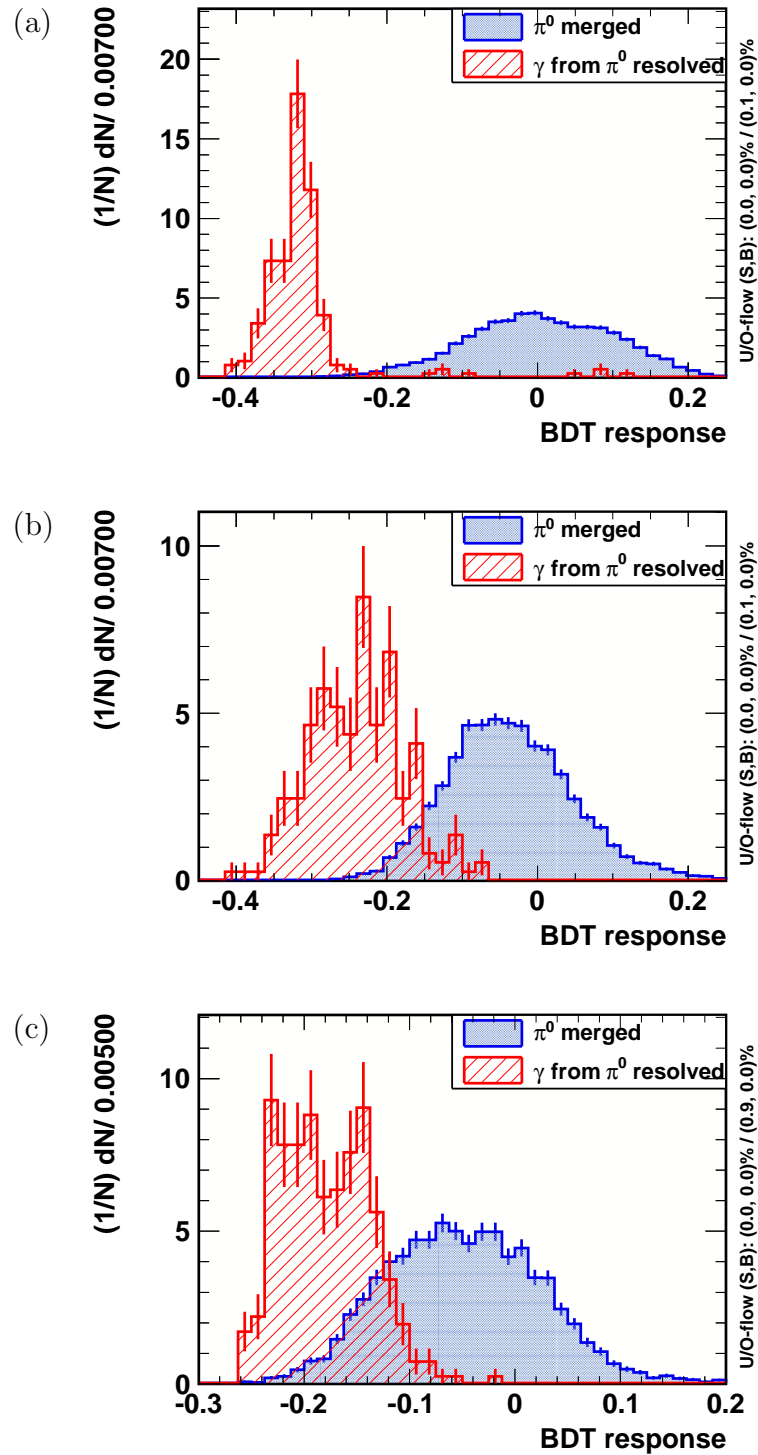 (a)
π⁰ merged
γ from π⁰ resolved
(1/N) dN/ 0.00700
20
15
10
5
0
-0.4 -0.2 0 0.2
BDT response
U/O-flow (S,B): (0.0, 0.0)% / (0.1, 0.0)%
(b)
π⁰ merged
γ from π⁰ resolved
(1/N) dN/ 0.00700
10
5
0
-0.4 -0.2 0 0.2
BDT response
U/O-flow (S,B): (0.0, 0.0)% / (0.1, 0.0)%
(c)
π⁰ merged
γ from π⁰ resolved
(1/N) dN/ 0.00500
10
5
0
-0.3 -0.2 -0.1 0 0.1 0.2
BDT response
U/O-flow (S,B): (0.0, 0.0)% / (0.9, 0.0)%